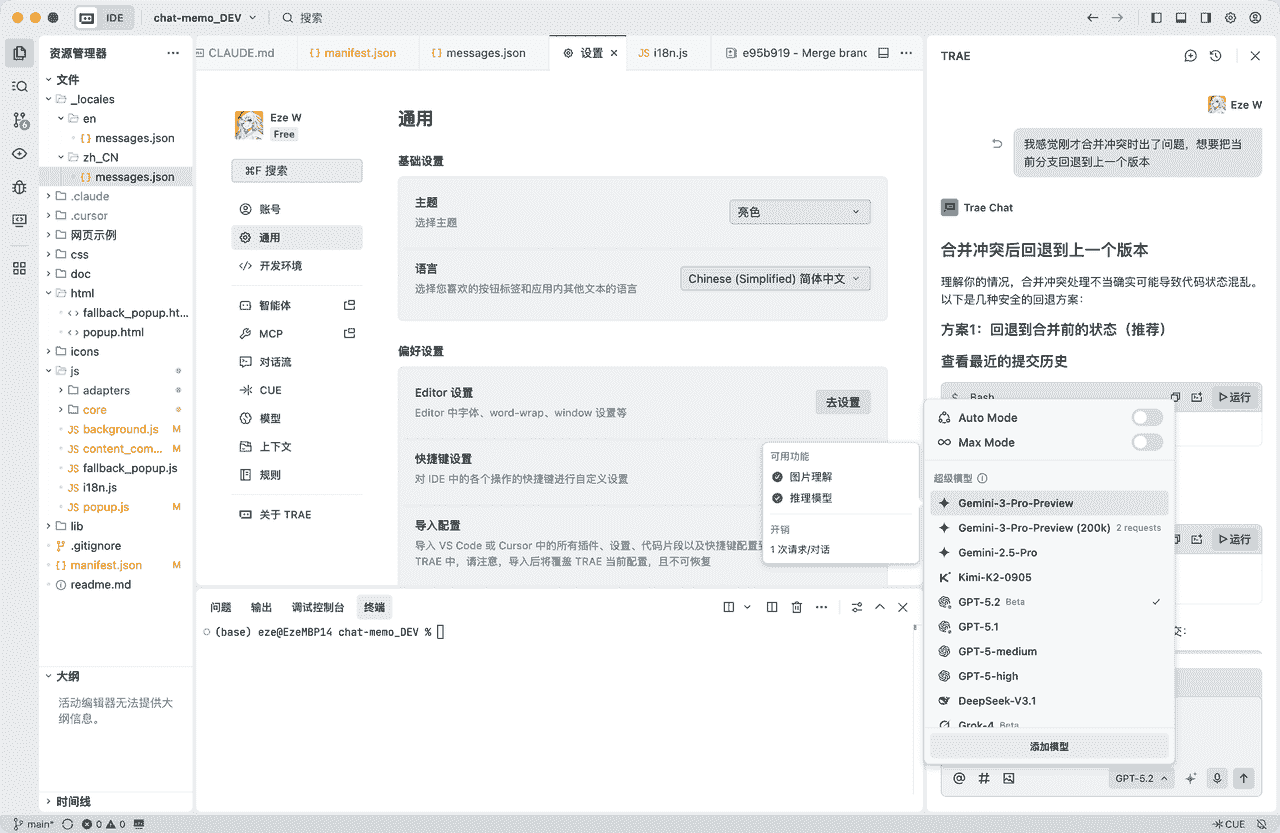 IDE
chat-memo_DEV
搜索
资源管理器
文件
_locales
en
messages.json
zh_CN
messages.json
.claude
.cursor
网页示例
css
doc
html
fallback_popup.ht...
popup.html
icons
js
adapters
core
background.js M
content_com... M
fallback_popup.js
i18n.js
popup.js M
lib
.gitignore
manifest.json M
readme.md
大纲
活动编辑器无法提供大
纲信息。
时间线
CLAUDE.md
manifest.json
messages.json
设置
i18n.js
e95b919 - Merge branc
Eze W
Free
⌘F 搜索
账号
通用
开发环境
智能体
MCP
对话流
CUE
模型
上下文
规则
关于 TRAE
通用
基础设置
主题
选择主题
亮色
语言
选择您喜欢的按钮标签和应用内其他文本的语言
Chinese (Simplified) 简体中文
偏好设置
Editor 设置
Editor 中字体、word-wrap、window 设置等
去设置
快捷键设置
对 IDE 中的各个操作的快捷键进行自定义设置
导入配置
导入 VS Code 或 Cursor 中的所有插件、设置、代码片段以及快捷键配置到
TRAE 中，请注意，导入后将覆盖 TRAE 当前配置，且不可恢复
可用功能
图片理解
推理模型
开销
1 次请求/对话
问题
输出
调试控制台
终端
(base) eze@EzeMBP14 chat-memo_DEV %
TRAE
Eze W
我感觉刚才合并冲突时出了问题，想要把当
前分支回退到上一个版本
Trae Chat
合并冲突后回退到上一个版本
理解你的情况，合并冲突处理不当确实可能导致代码状态混乱。
以下是几种安全的回退方案：
方案1：回退到合并前的状态（推荐）
查看最近的提交历史
Bash
运行
Auto Mode
Max Mode
超级模型
Gemini-3-Pro-Preview
Gemini-3-Pro-Preview (200k) 2 requests
运行
Gemini-2.5-Pro
Kimi-K2-0905
GPT-5.2 Beta
GPT-5.1
GPT-5-medium
GPT-5-high
DeepSeek-V3.1
Grok-4 Beta
添加模型
GPT-5.2
main*
0
0
CUE